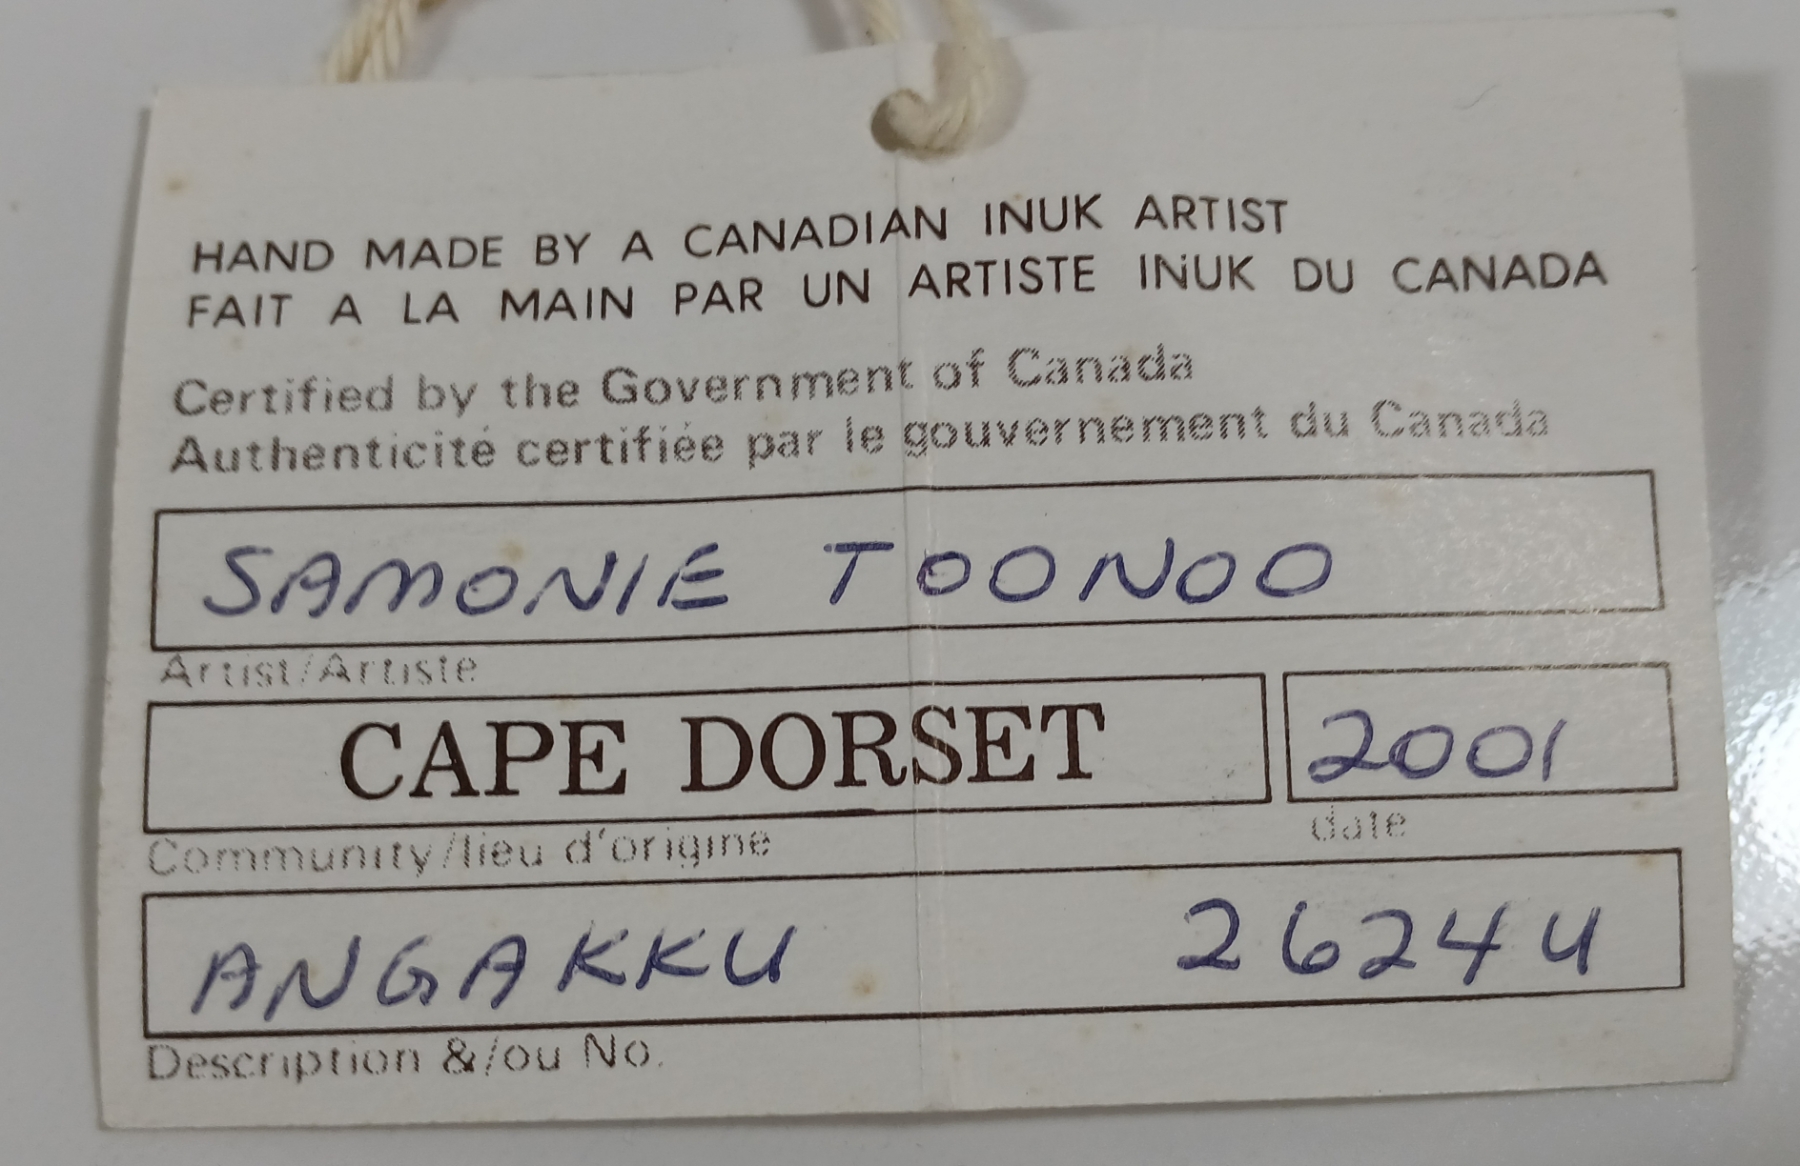 HAND MADE BY A CANADIAN INUK ARTIST
FAIT A LA MAIN PAR UN ARTISTE INUK DU CANADA
Certified by the Government of Canada
Authenticité certifiée par le gouvernement du Canada
SAMONIE TOONOO
Artist/Artiste
CAPE DORSET 2001
Community/lieu d'origine date
ANGAKKU 26244
Description &/ou No.